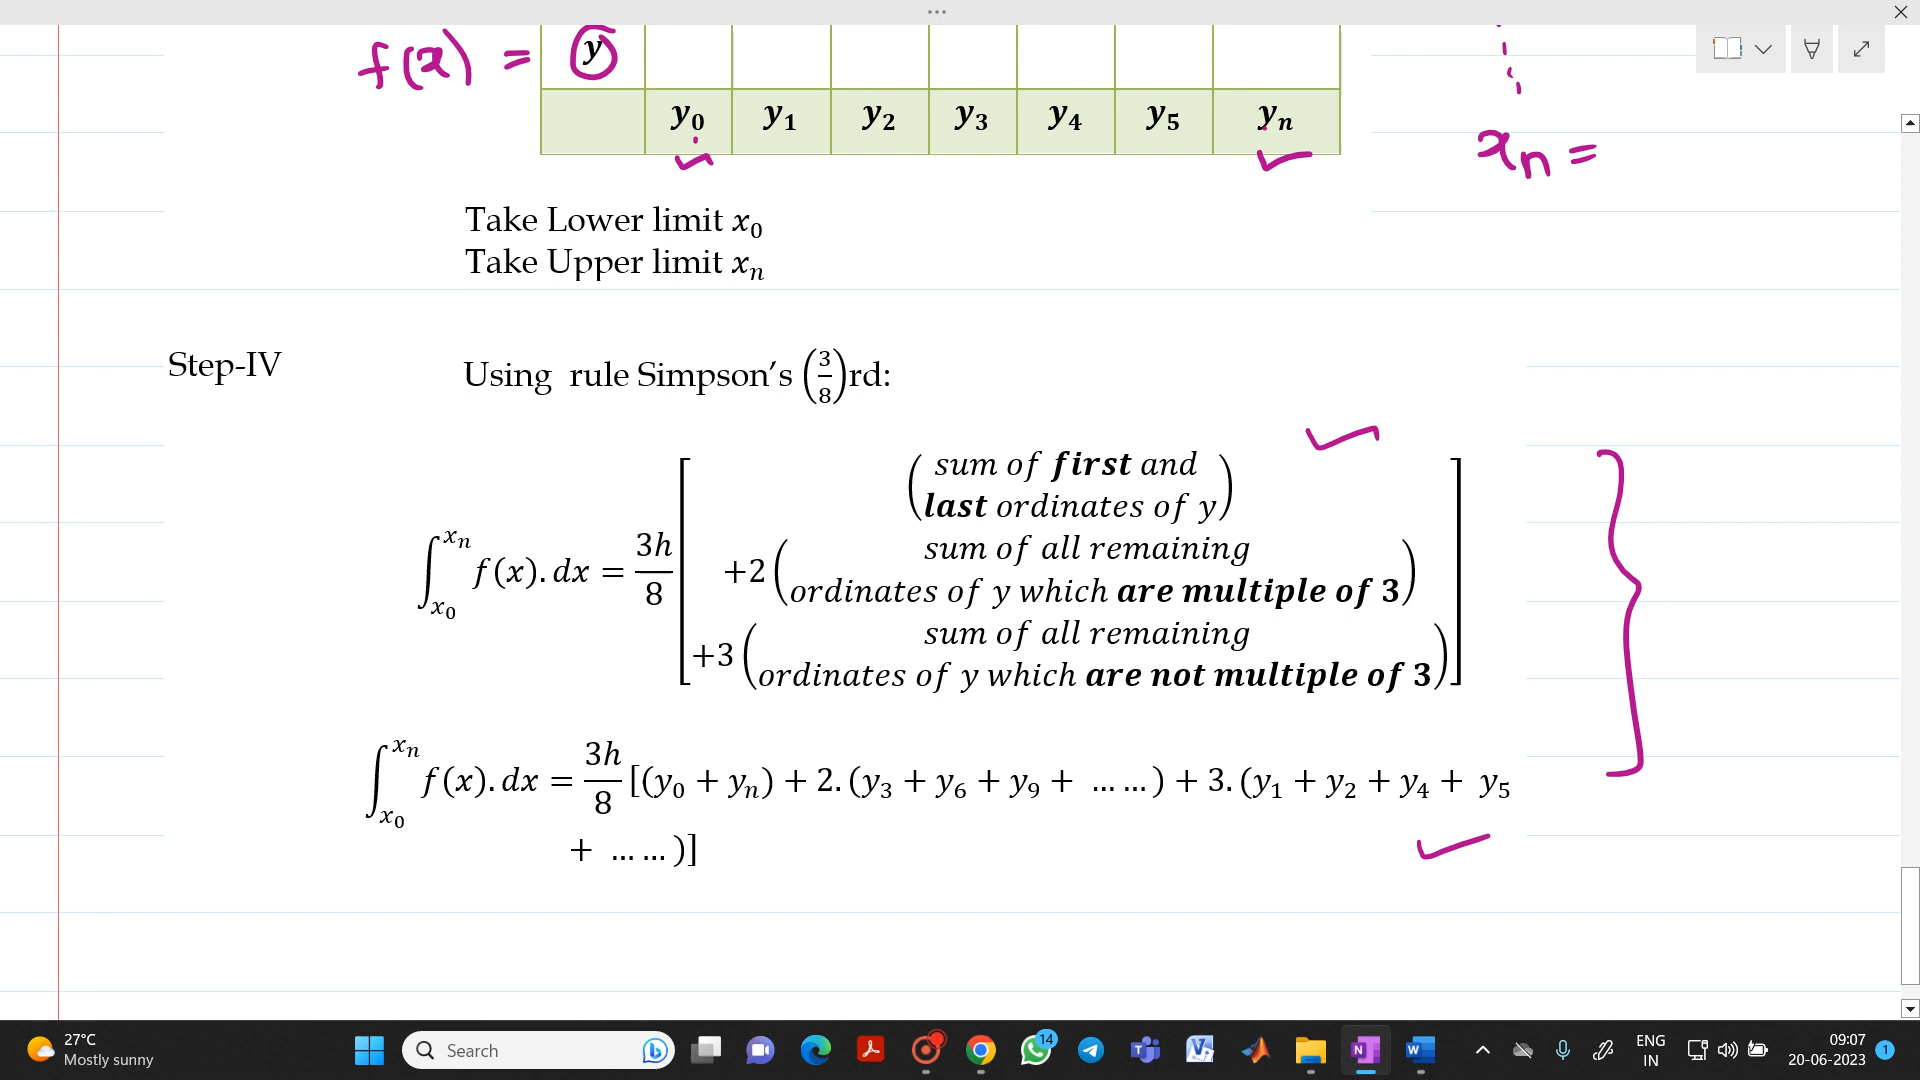 f(x) = y
y₀ y₁ y₂ y₃ y₄ y₅ yₙ
xₙ =
Take Lower limit x₀
Take Upper limit xₙ
Step-IV Using rule Simpson's (3/8)rd:
∫_{x₀}^{xₙ} f(x).dx = 3h/8 [(sum of first and
last ordinates of y)
+2 (sum of all remaining
ordinates of y which are multiple of 3)
+3 (sum of all remaining
ordinates of y which are not multiple of 3)]
∫_{x₀}^{xₙ} f(x).dx = 3h/8 [(y₀ + yₙ) + 2.(y₃ + y₆ + y₉ + … … ) + 3.(y₁ + y₂ + y₄ + y₅
+ … … )]
27°C
Mostly sunny
Search
14
ENG
IN
09:07
20-06-2023
1